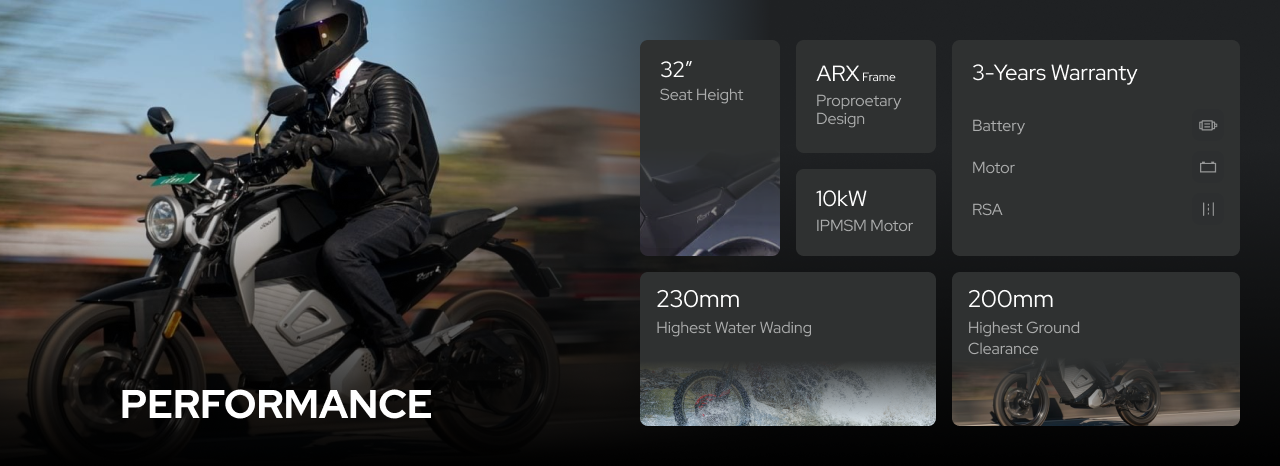 PERFORMANCE
32″
Seat Height
ARX Frame
Proproetary
Design
10kW
IPMSM Motor
3-Years Warranty
Battery
Motor
RSA
230mm
Highest Water Wading
200mm
Highest Ground
Clearance